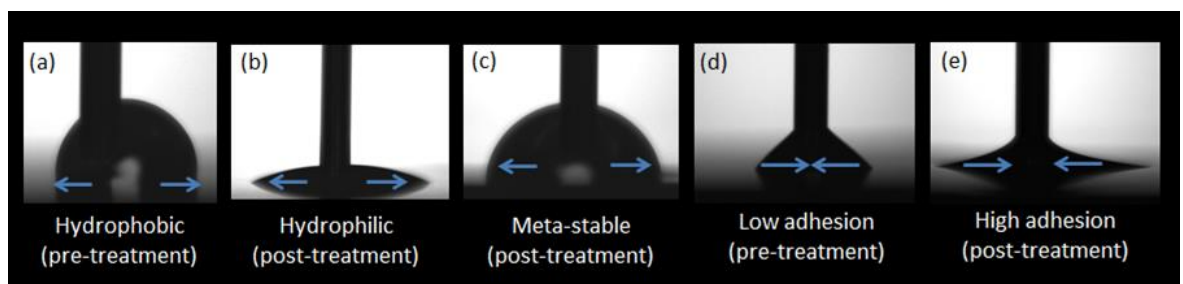 (a)
(b)
(c)
(d)
(e)
Hydrophobic
(pre-treatment)
Hydrophilic
(post-treatment)
Meta-stable
(post-treatment)
Low adhesion
(pre-treatment)
High adhesion
(post-treatment)